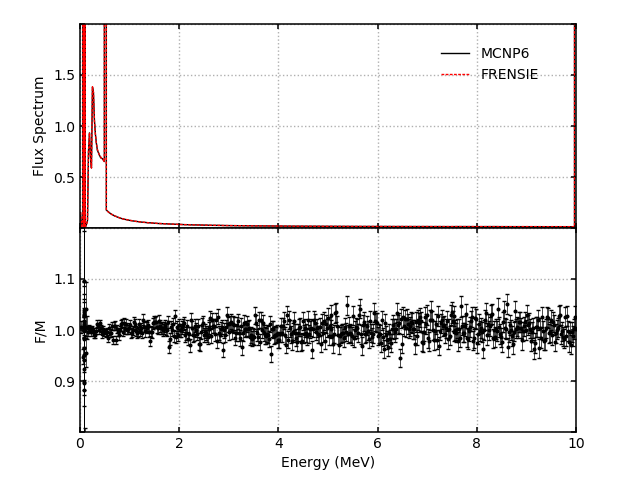 Flux Spectrum
1.5
1.0
0.5
MCNP6
FRENSIE
F/M
1.1
1.0
0.9
0 2 4 6 8 10
Energy (MeV)